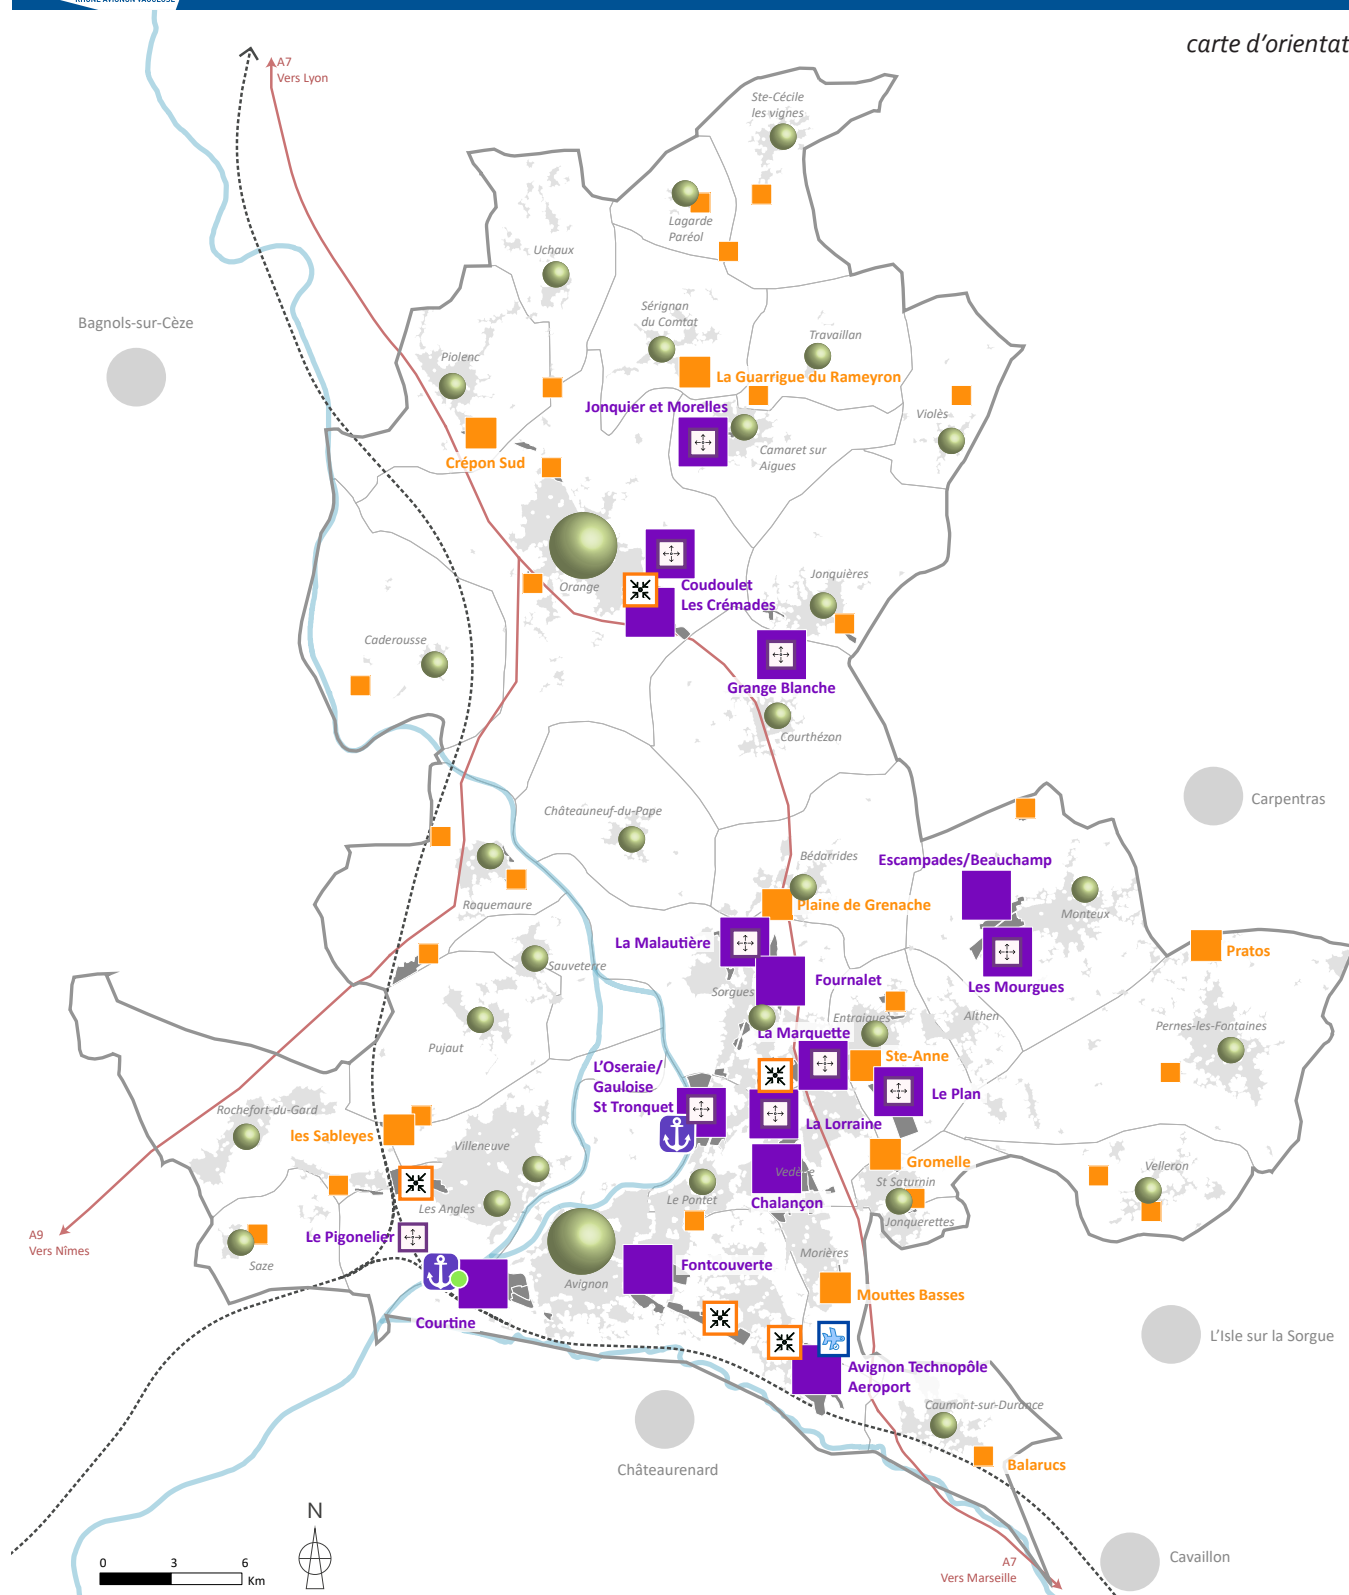 RHÔNE AVIGNON VAUCLUSE
carte d'orientat
A7
Vers Lyon
Ste-Cécile
les vignes
Lagarde
Paréol
Uchaux
Bagnols-sur-Cèze
Sérignan
du Comtat
Travaillan
Piolenc
La Guarrigue du Rameyron
Jonquier et Morelles
Violès
Camaret sur
Aigues
Crépon Sud
Orange
Jonquières
Coudoulet
Les Crémades
Caderousse
Grange Blanche
Courthézon
Carpentras
Châteauneuf-du-Pape
Bédarrides
Escampades/Beauchamp
Roquemaure
Plaine de Grenache
Monteux
La Malautière
Pratos
Sauveterre
Fournalet
Les Mourgues
Sorgues
Entraigues
Althen
Pernes-les-Fontaines
Pujaut
La Marquette
L'Oseraie/
Gauloise
St Tronquet
Ste-Anne
Le Plan
Rochefort-du-Gard
les Sableyes
Villeneuve
La Lorraine
Gromelle
Vedène
Velleron
St Saturnin
Le Pontet
Chalançon
Les Angles
Jonquerettes
A9
Vers Nîmes
Le Pigonelier
Saze
Morières
Avignon
Fontcouverte
Mouttes Basses
Courtine
L'Isle sur la Sorgue
Avignon Technopôle
Aeroport
Caumont-sur-Durance
Châteaurenard
Balarucs
N
0 3 6
Km
A7
Vers Marseille
Cavaillon